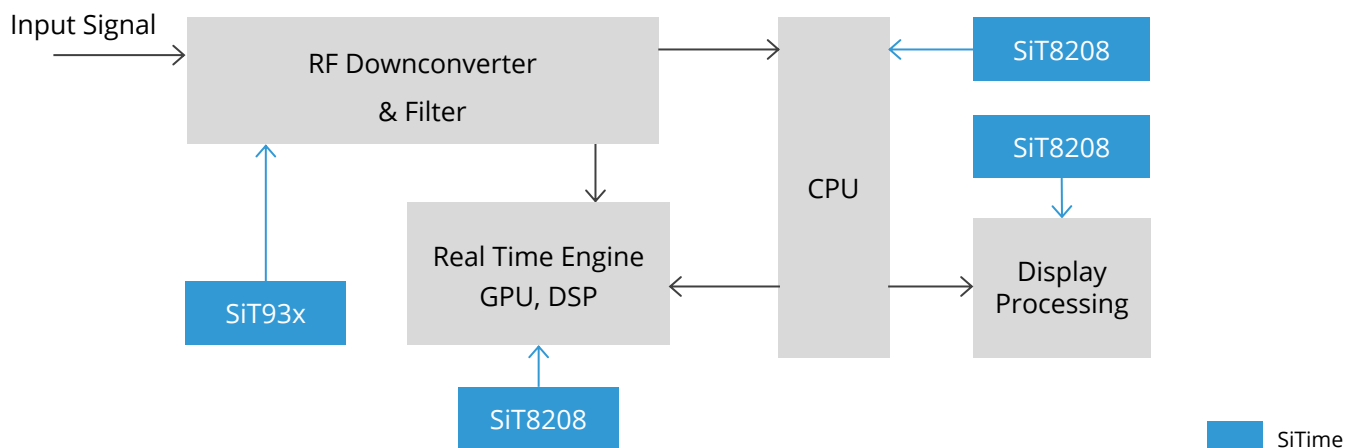 Input Signal
RF Downconverter
& Filter
SiT8208
SiT8208
CPU
Real Time Engine
GPU, DSP
Display
Processing
SiT93x
SiT8208
SiTime